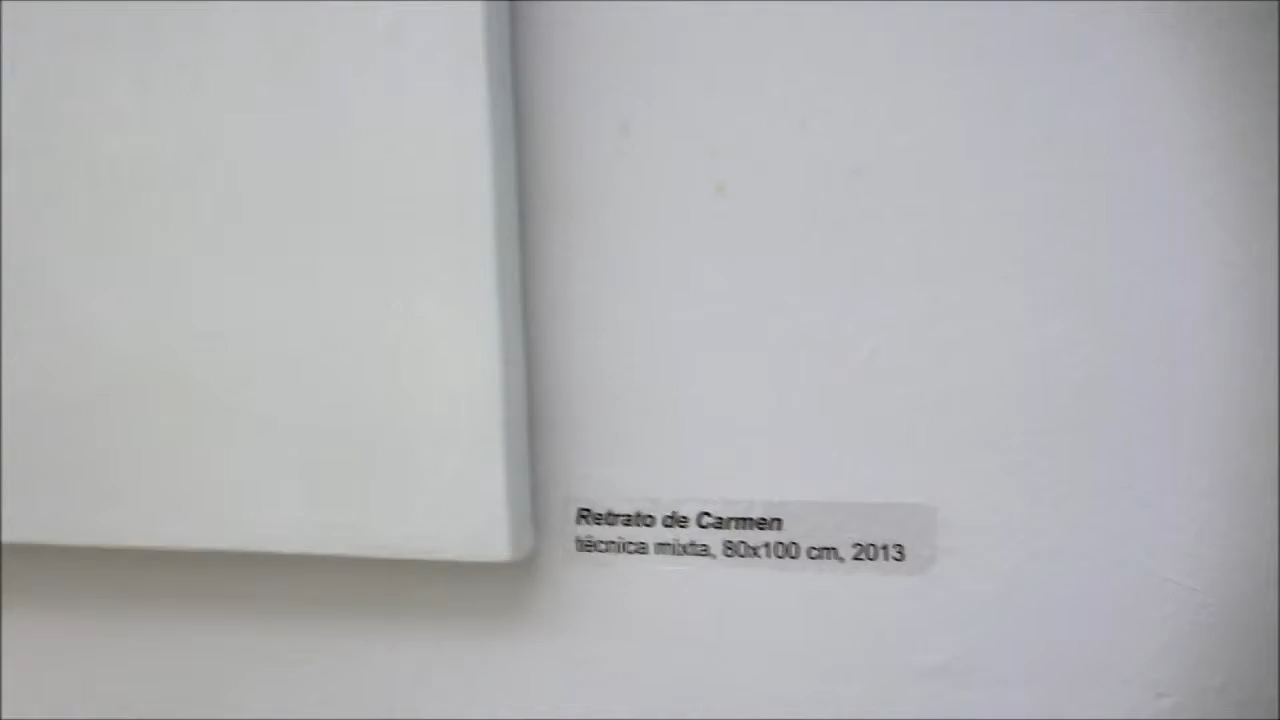 Retrato de Carmen
técnica mixta, 80x100 cm, 2013